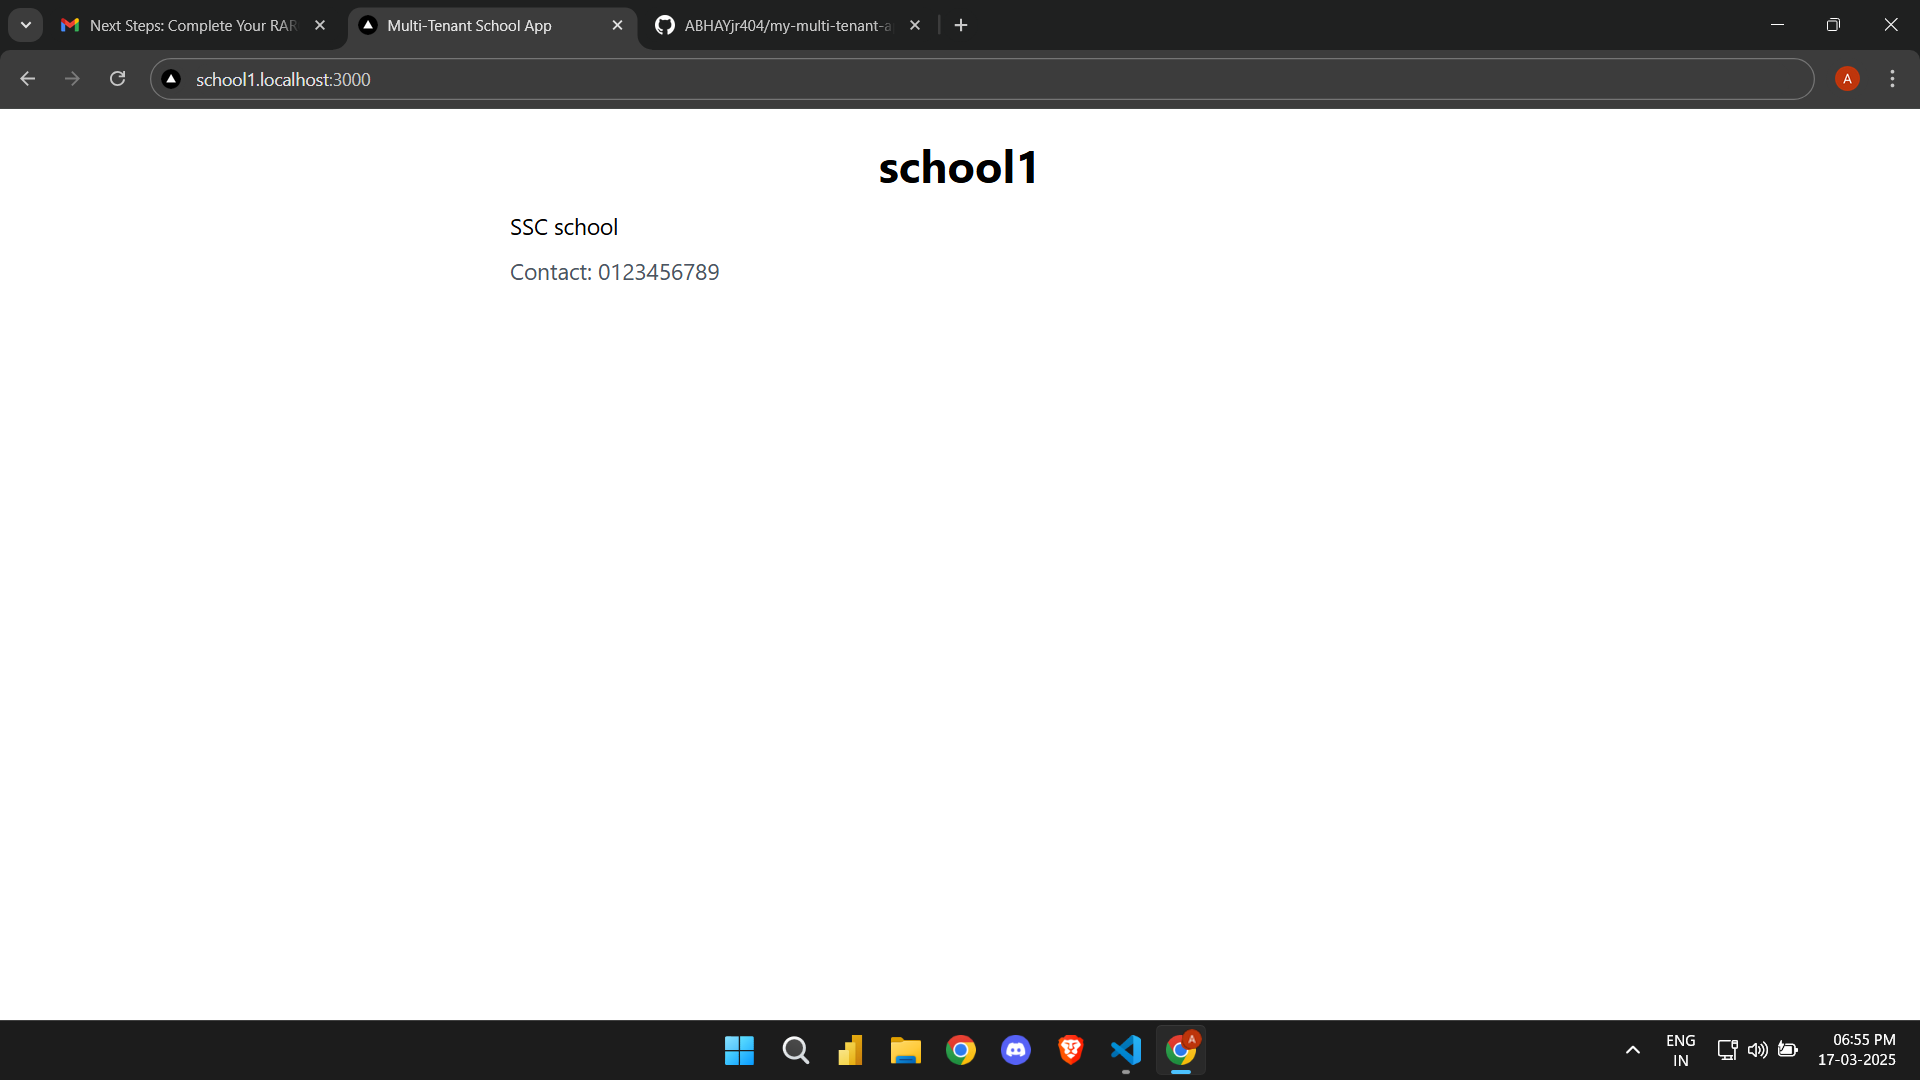 Next Steps: Complete Your RAR
Multi-Tenant School App
ABHAYjr404/my-multi-tenant-a
school1.localhost:3000
A
school1
SSC school
Contact: 0123456789
A
ENG
IN
06:55 PM
17-03-2025